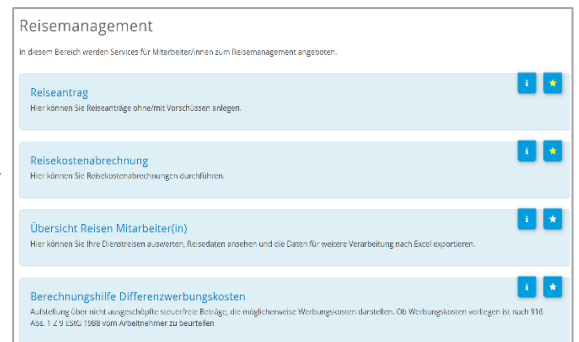 Reisemanagement
In diesem Bereich werden Services für Mitarbeiter/innen zum Reisemanagement angeboten.
Reiseantrag
Hier können Sie Reiseanträge ohne/mit Vorschüssen anlegen.
Reisekostenabrechnung
Hier können Sie Reisekostenabrechnungen durchführen.
Übersicht Reisen Mitarbeiter(in)
Hier können Sie Ihre Dienstreisen auswerten, Reisedaten ansehen und die Daten für weitere Verarbeitung nach Excel exportieren.
Berechnungshilfe Differenzwerbungskosten
Aufstellung über nicht ausgeschöpfte steuerfreie Beträge, die möglicherweise Werbungskosten darstellen. Ob Werbungskosten vorliegen ist nach §16
Abs. 1 Z 9 EStG 1988 vom Arbeitnehmer zu beurteilen